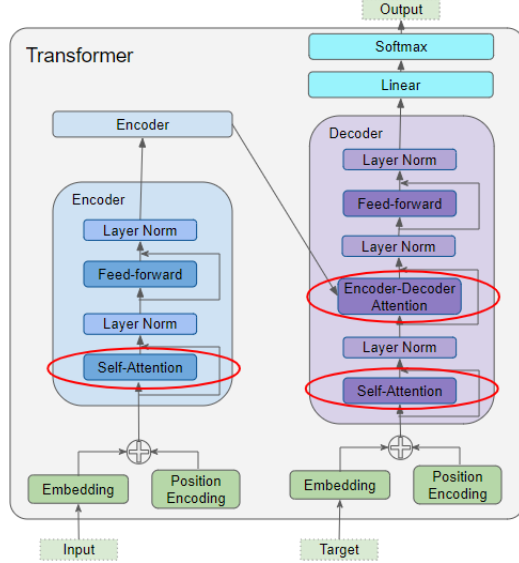 Output
Softmax
Transformer
Linear
Encoder
Decoder
Layer Norm
Feed-forward
Layer Norm
Encoder-Decoder
Attention
Layer Norm
Self-Attention
Encoder
Layer Norm
Feed-forward
Layer Norm
Self-Attention
Embedding
Position
Encoding
Embedding
Position
Encoding
Input
Target